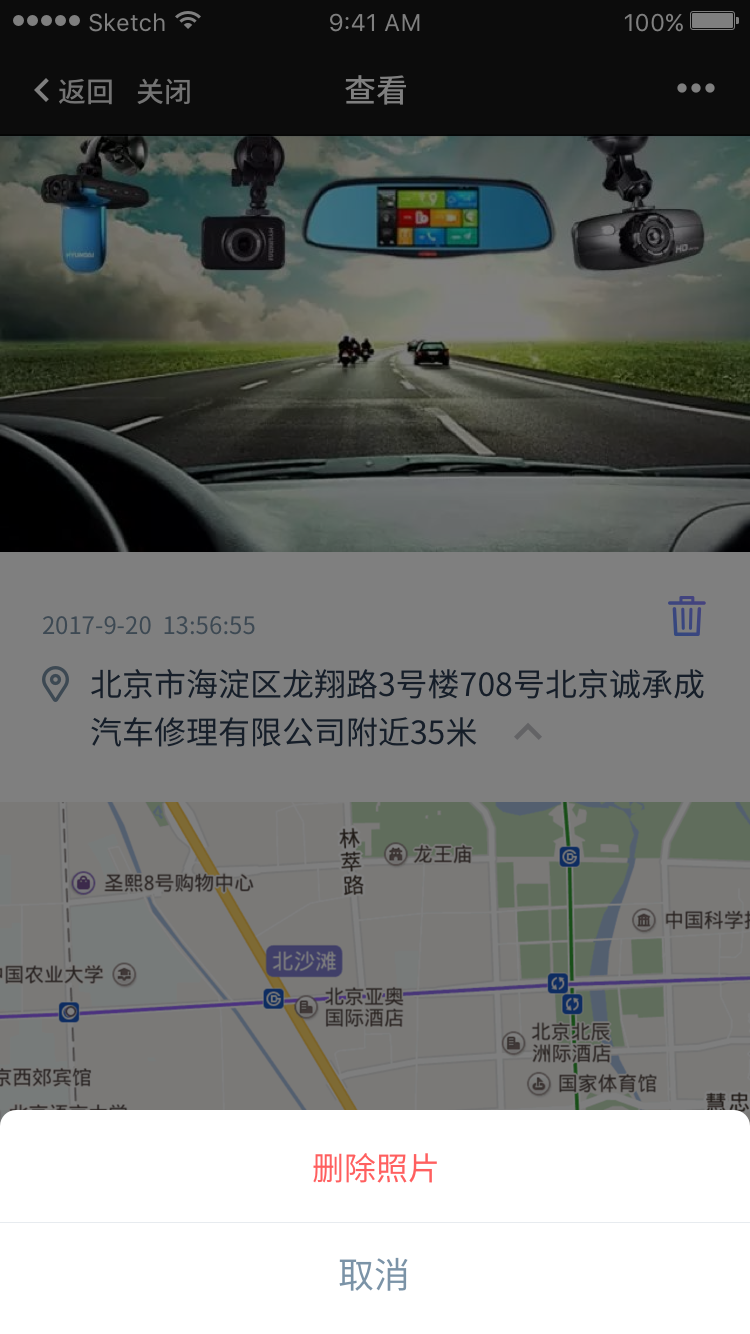 Sketch 9:41 AM 100%
返回 关闭 查看
HYUNDAI
HYUNDAI
HD
2017-9-20 13:56:55
北京市海淀区龙翔路3号楼708号北京诚承成
汽车修理有限公司附近35米
林萃路
龙王庙
圣熙8号购物中心
中国科学
北沙滩
国农业大学
北京亚奥
国际酒店
北京北辰
洲际酒店
京西郊宾馆
国家体育馆
慧忠
删除照片
取消